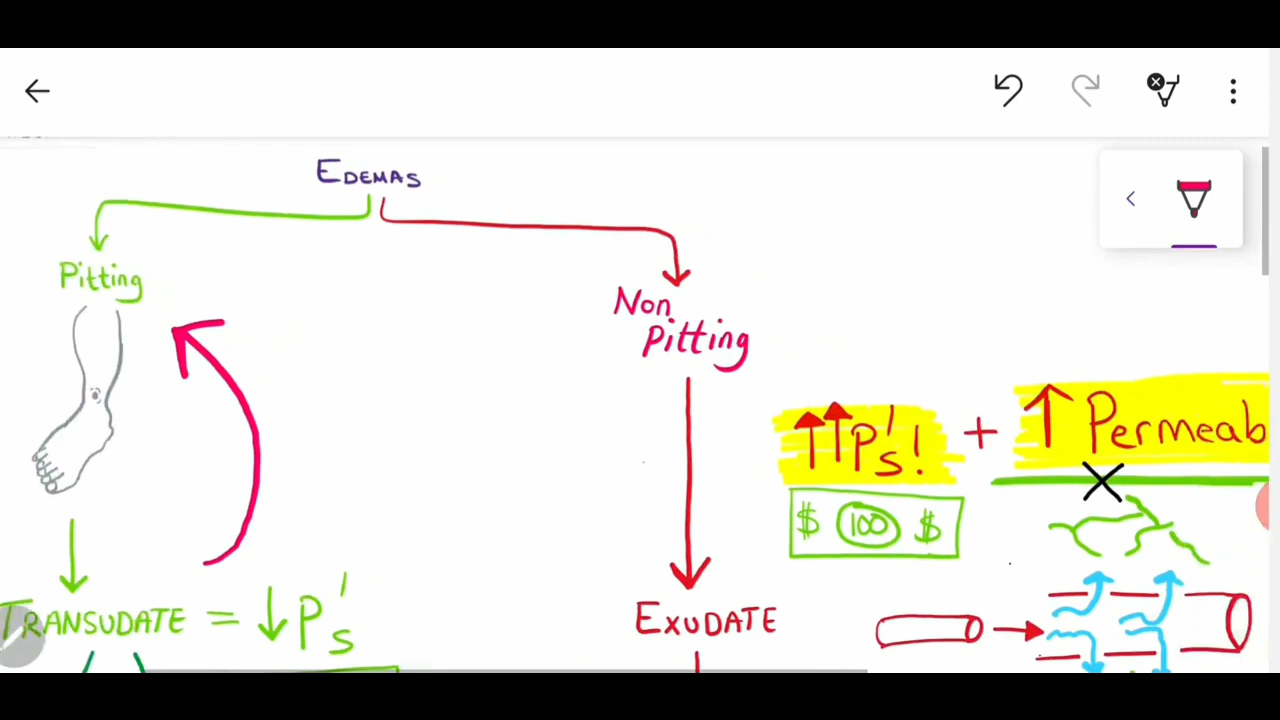 EDEMAS
Pitting
Non
Pitting
↑↑ P's! + ↑ Permeab
$ 100 $
TRANSUDATE = ↓ P's
EXUDATE